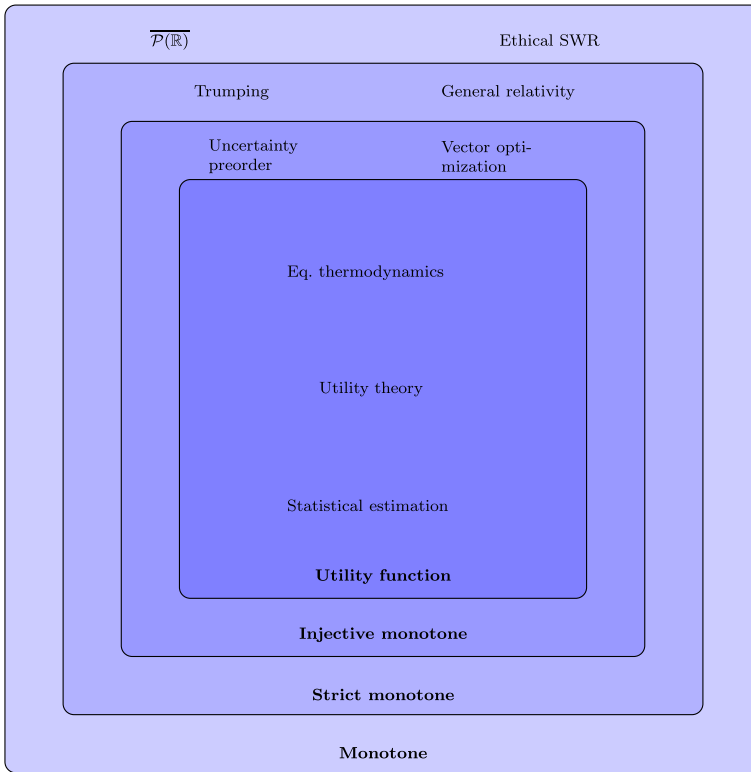 $\overline{\mathcal{P}(\mathbb{R})}$ Ethical SWR
Trumping General relativity
Uncertainty
preorder
Vector opti-
mization
Eq. thermodynamics
Utility theory
Statistical estimation
Utility function
Injective monotone
Strict monotone
Monotone